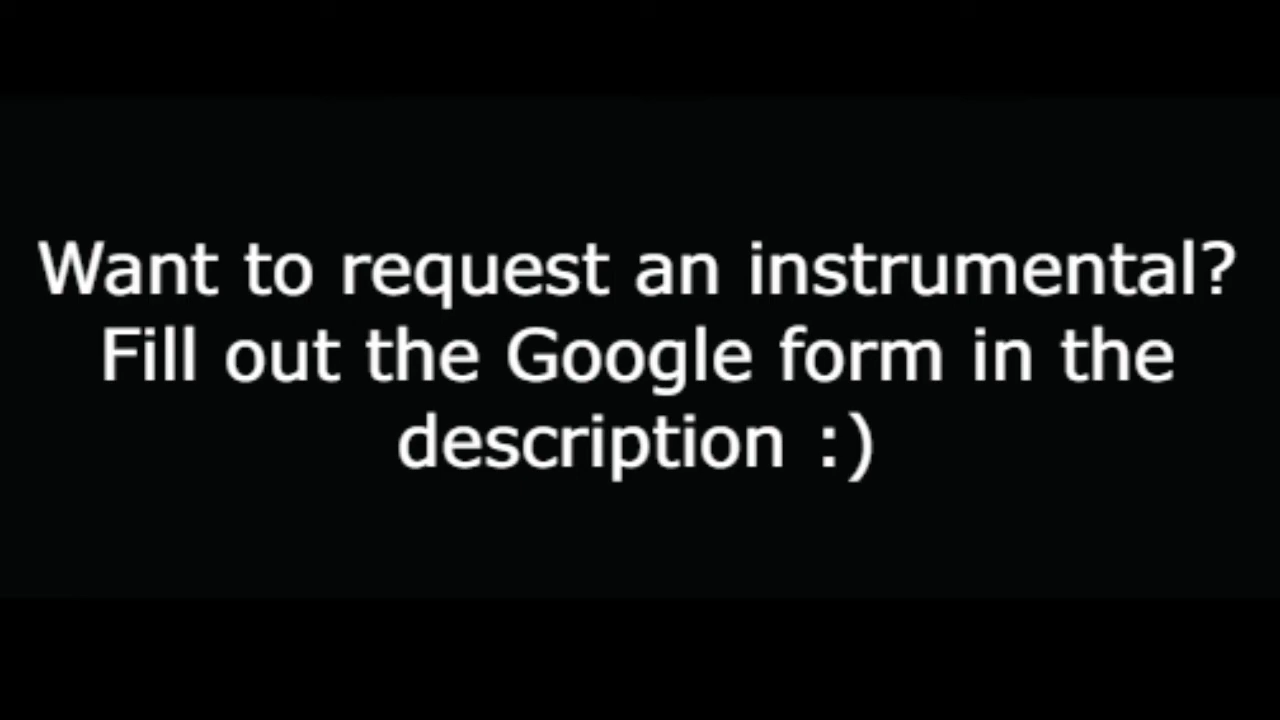 Want to request an instrumental?
Fill out the Google form in the
description :)